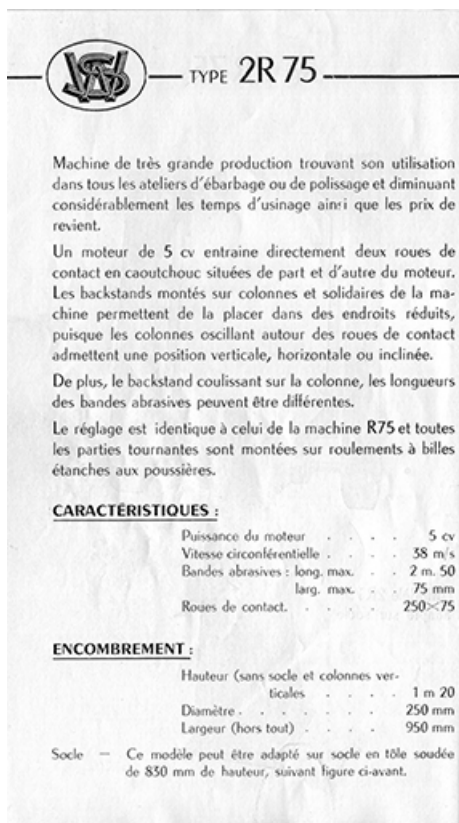 TYPE 2R 75
Machine de très grande production trouvant son utilisation
dans tous les ateliers d'ébarbage ou de polissage et diminuant
considérablement les temps d'usinage ainsi que les prix de
revient.
Un moteur de 5 cv entraine directement deux roues de
contact en caoutchouc situées de part et d'autre du moteur.
Les backstands montés sur colonnes et solidaires de la ma-
chine permettent de la placer dans des endroits réduits,
puisque les colonnes oscillant autour des roues de contact
admettent une position verticale, horizontale ou inclinée.
De plus, le backstand coulissant sur la colonne, les longueurs
des bandes abrasives peuvent être différentes.
Le réglage est identique à celui de la machine R75 et toutes
les parties tournantes sont montées sur roulements à billes
étanches aux poussières.
CARACTÉRISTIQUES :
Puissance du moteur . . . . 5 cv
Vitesse circonférentielle . . . . 38 m/s
Bandes abrasives : long. max. . . 2 m. 50
larg. max. . . 75 mm
Roues de contact. . . . . 250×75
ENCOMBREMENT :
Hauteur (sans socle et colonnes ver-
ticales . . . . 1 m 20
Diamètre . . . . . . 250 mm
Largeur (hors tout) . . . . 950 mm
Socle — Ce modèle peut être adapté sur socle en tôle soudée
de 830 mm de hauteur, suivant figure ci-avant.